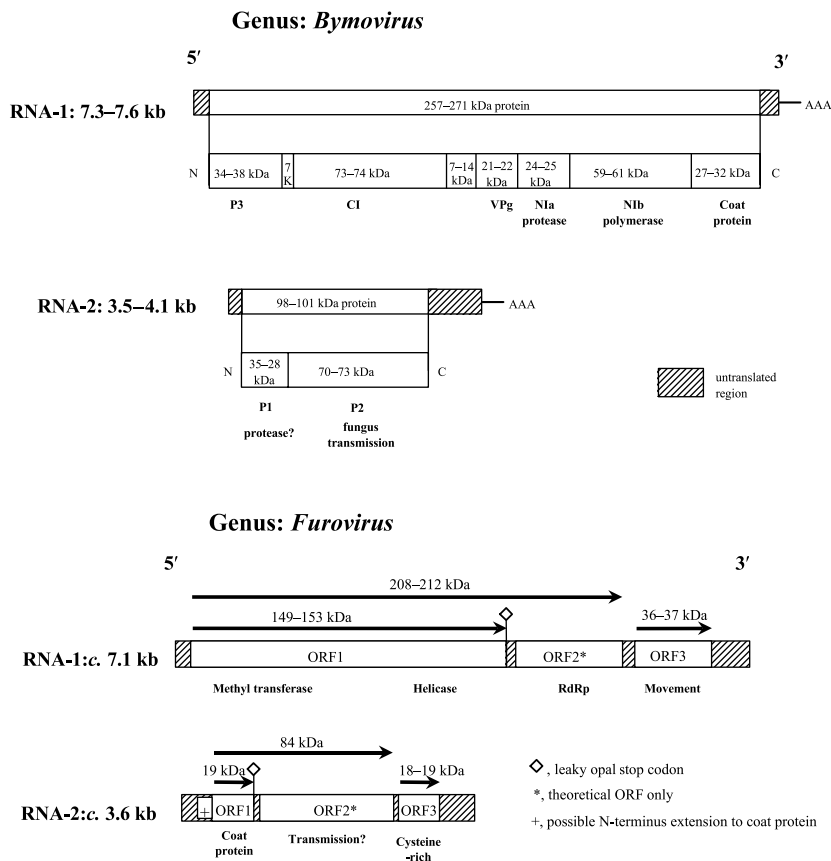 Genus: Bymovirus
5′ 3′
RNA-1: 7.3–7.6 kb
257–271 kDa protein
AAA
N
34–38 kDa
7
K
73–74 kDa
7–14
kDa
21–22
kDa
24–25
kDa
59–61 kDa
27–32 kDa
C
P3
CI
VPg
NIa
protease
NIb
polymerase
Coat
protein
RNA-2: 3.5–4.1 kb
98–101 kDa protein
AAA
N
35–28
kDa
70–73 kDa
C
P1
protease?
P2
fungus
transmission
untranslated
region
Genus: Furovirus
5′ 3′
208–212 kDa
149–153 kDa
36–37 kDa
RNA-1:c. 7.1 kb
ORF1
ORF2*
ORF3
Methyl transferase
Helicase
RdRp
Movement
84 kDa
19 kDa
18–19 kDa
RNA-2:c. 3.6 kb
+
ORF1
ORF2*
ORF3
Coat
protein
Transmission?
Cysteine
-rich
◇, leaky opal stop codon
*, theoretical ORF only
+, possible N-terminus extension to coat protein